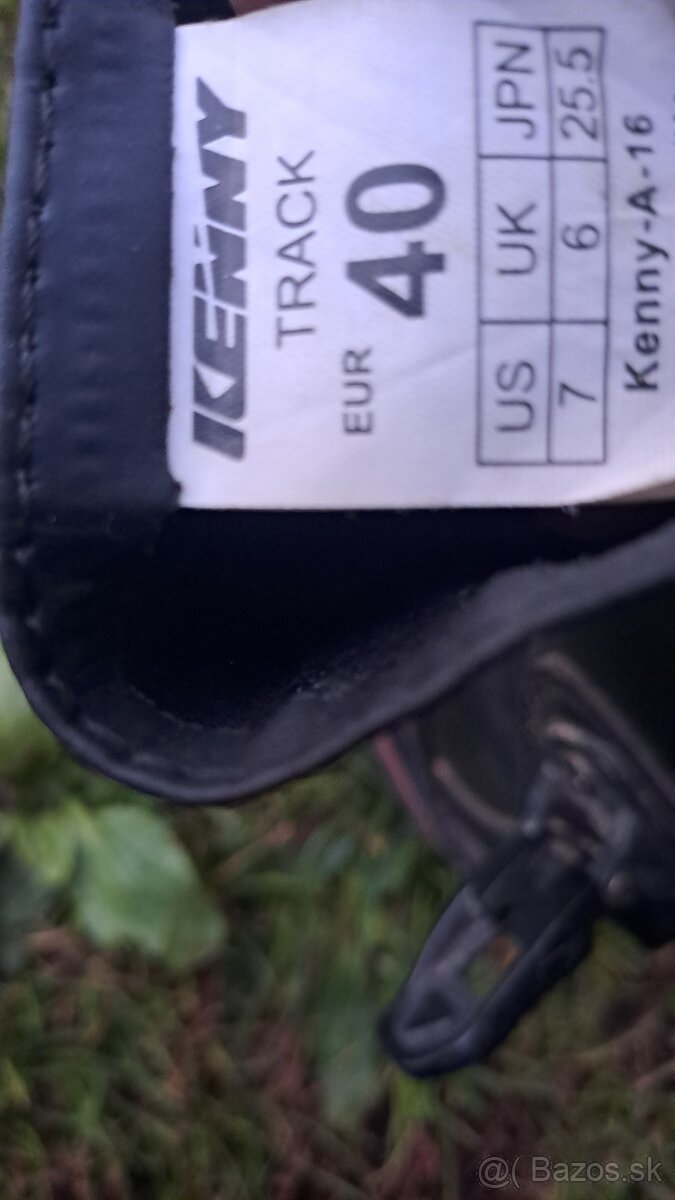 KENNY
TRACK
EUR 40
US UK JPN
7 6 25.5
Kenny-A-16
@( Bazos.sk